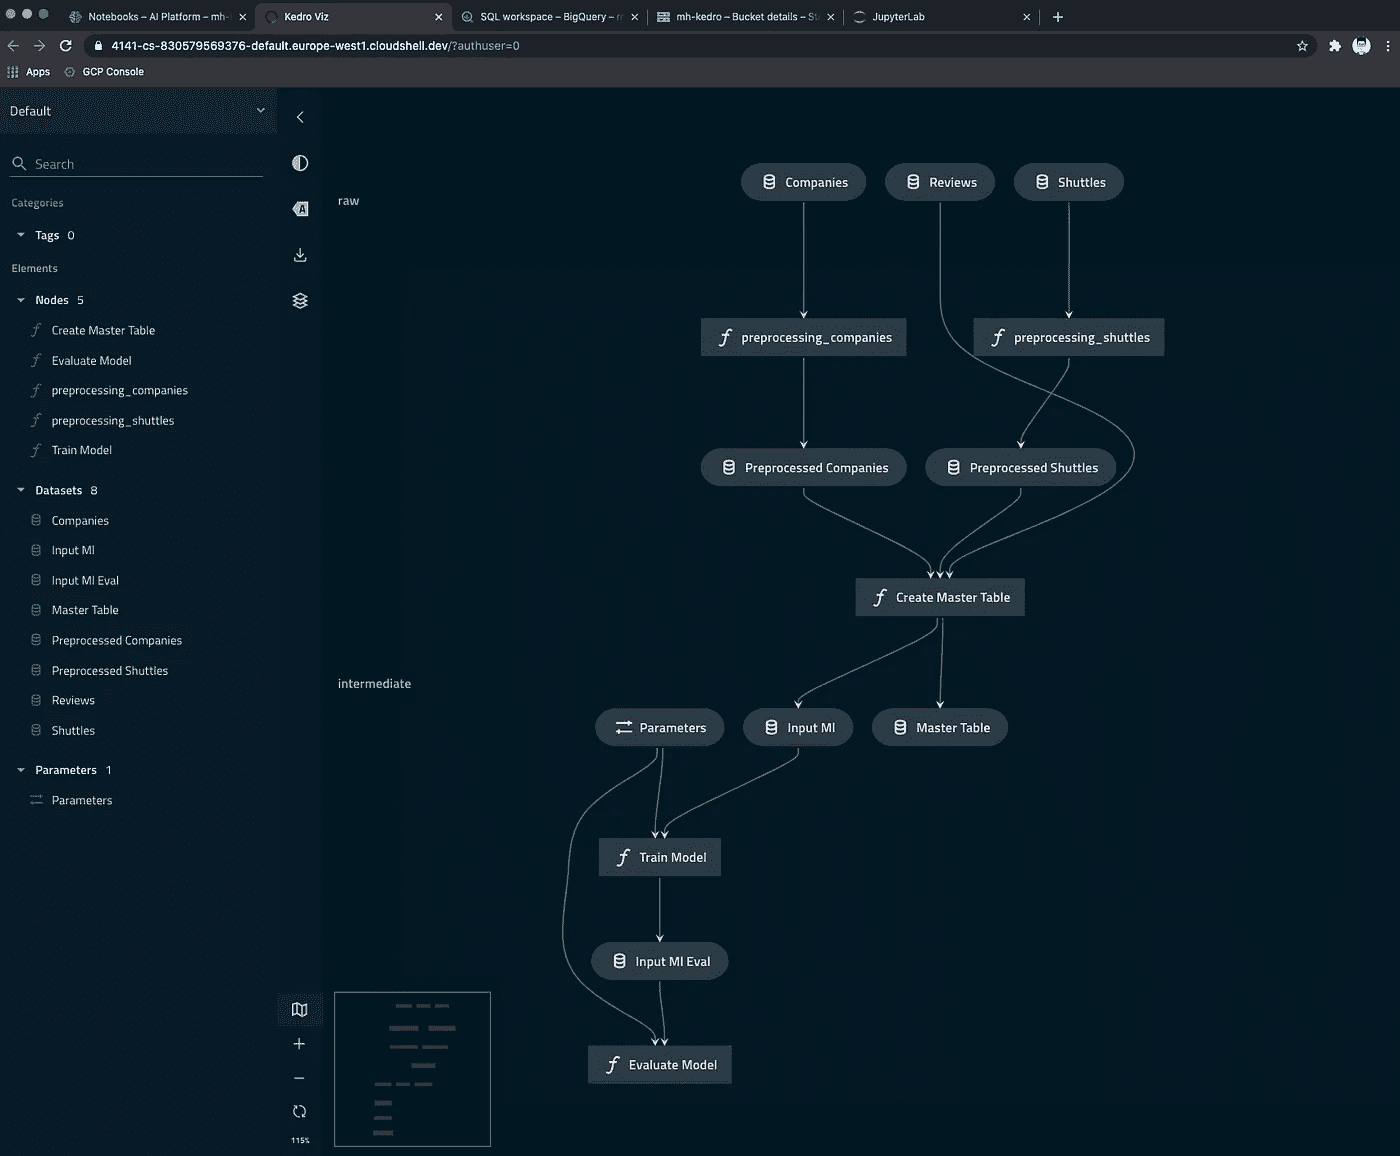 Notebooks – AI Platform – mh-
Kedro Viz
SQL workspace – BigQuery –
mh-kedro – Bucket details – St
JupyterLab
4141-cs-830579569376-default.europe-west1.cloudshell.dev/?authuser=0
Apps
GCP Console
Default
Search
Categories
Tags 0
Elements
Nodes 5
Create Master Table
Evaluate Model
preprocessing_companies
preprocessing_shuttles
Train Model
Datasets 8
Companies
Input Ml
Input Ml Eval
Master Table
Preprocessed Companies
Preprocessed Shuttles
Reviews
Shuttles
Parameters 1
Parameters
A
115%
raw
Companies
Reviews
Shuttles
preprocessing_companies
preprocessing_shuttles
Preprocessed Companies
Preprocessed Shuttles
Create Master Table
intermediate
Parameters
Input Ml
Master Table
Train Model
Input Ml Eval
Evaluate Model